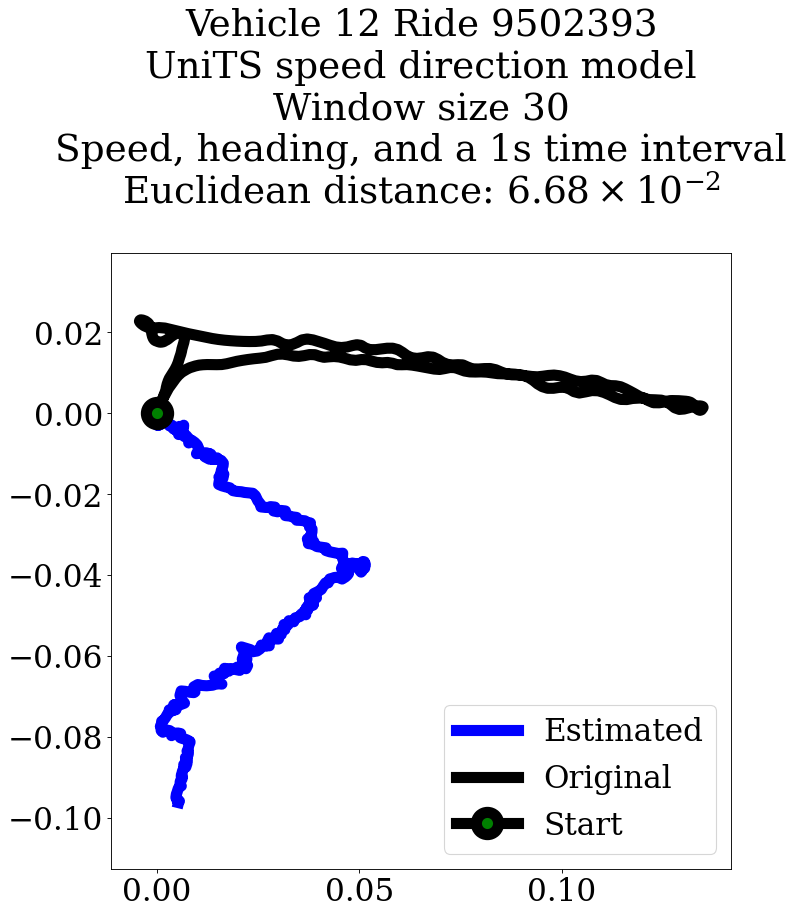 Vehicle 12 Ride 9502393
UniTS speed direction model
Window size 30
Speed, heading, and a 1s time interval
Euclidean distance: 6.68 × 10⁻²
0.02
0.00
−0.02
−0.04
−0.06
−0.08
−0.10
Estimated
Original
Start
0.00 0.05 0.10